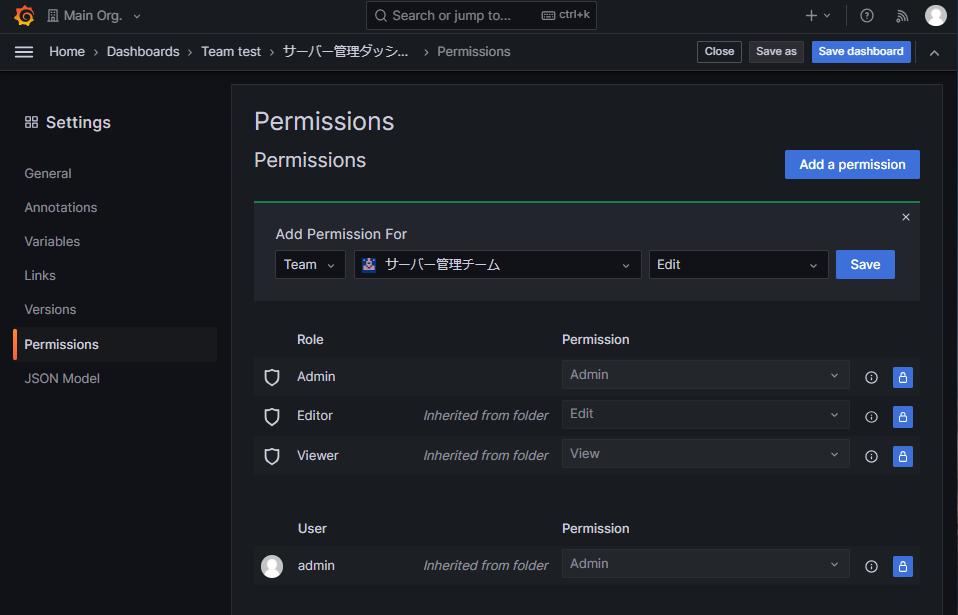 Main Org.
Search or jump to...
ctrl+k
Home > Dashboards > Team test > サーバー管理ダッシ... > Permissions
Close
Save as
Save dashboard
Settings
General
Annotations
Variables
Links
Versions
Permissions
JSON Model
Permissions
Permissions
Add a permission
Add Permission For
Team サーバー管理チーム Edit Save
Role Permission
Admin Admin
Editor Inherited from folder Edit
Viewer Inherited from folder View
User Permission
admin Inherited from folder Admin